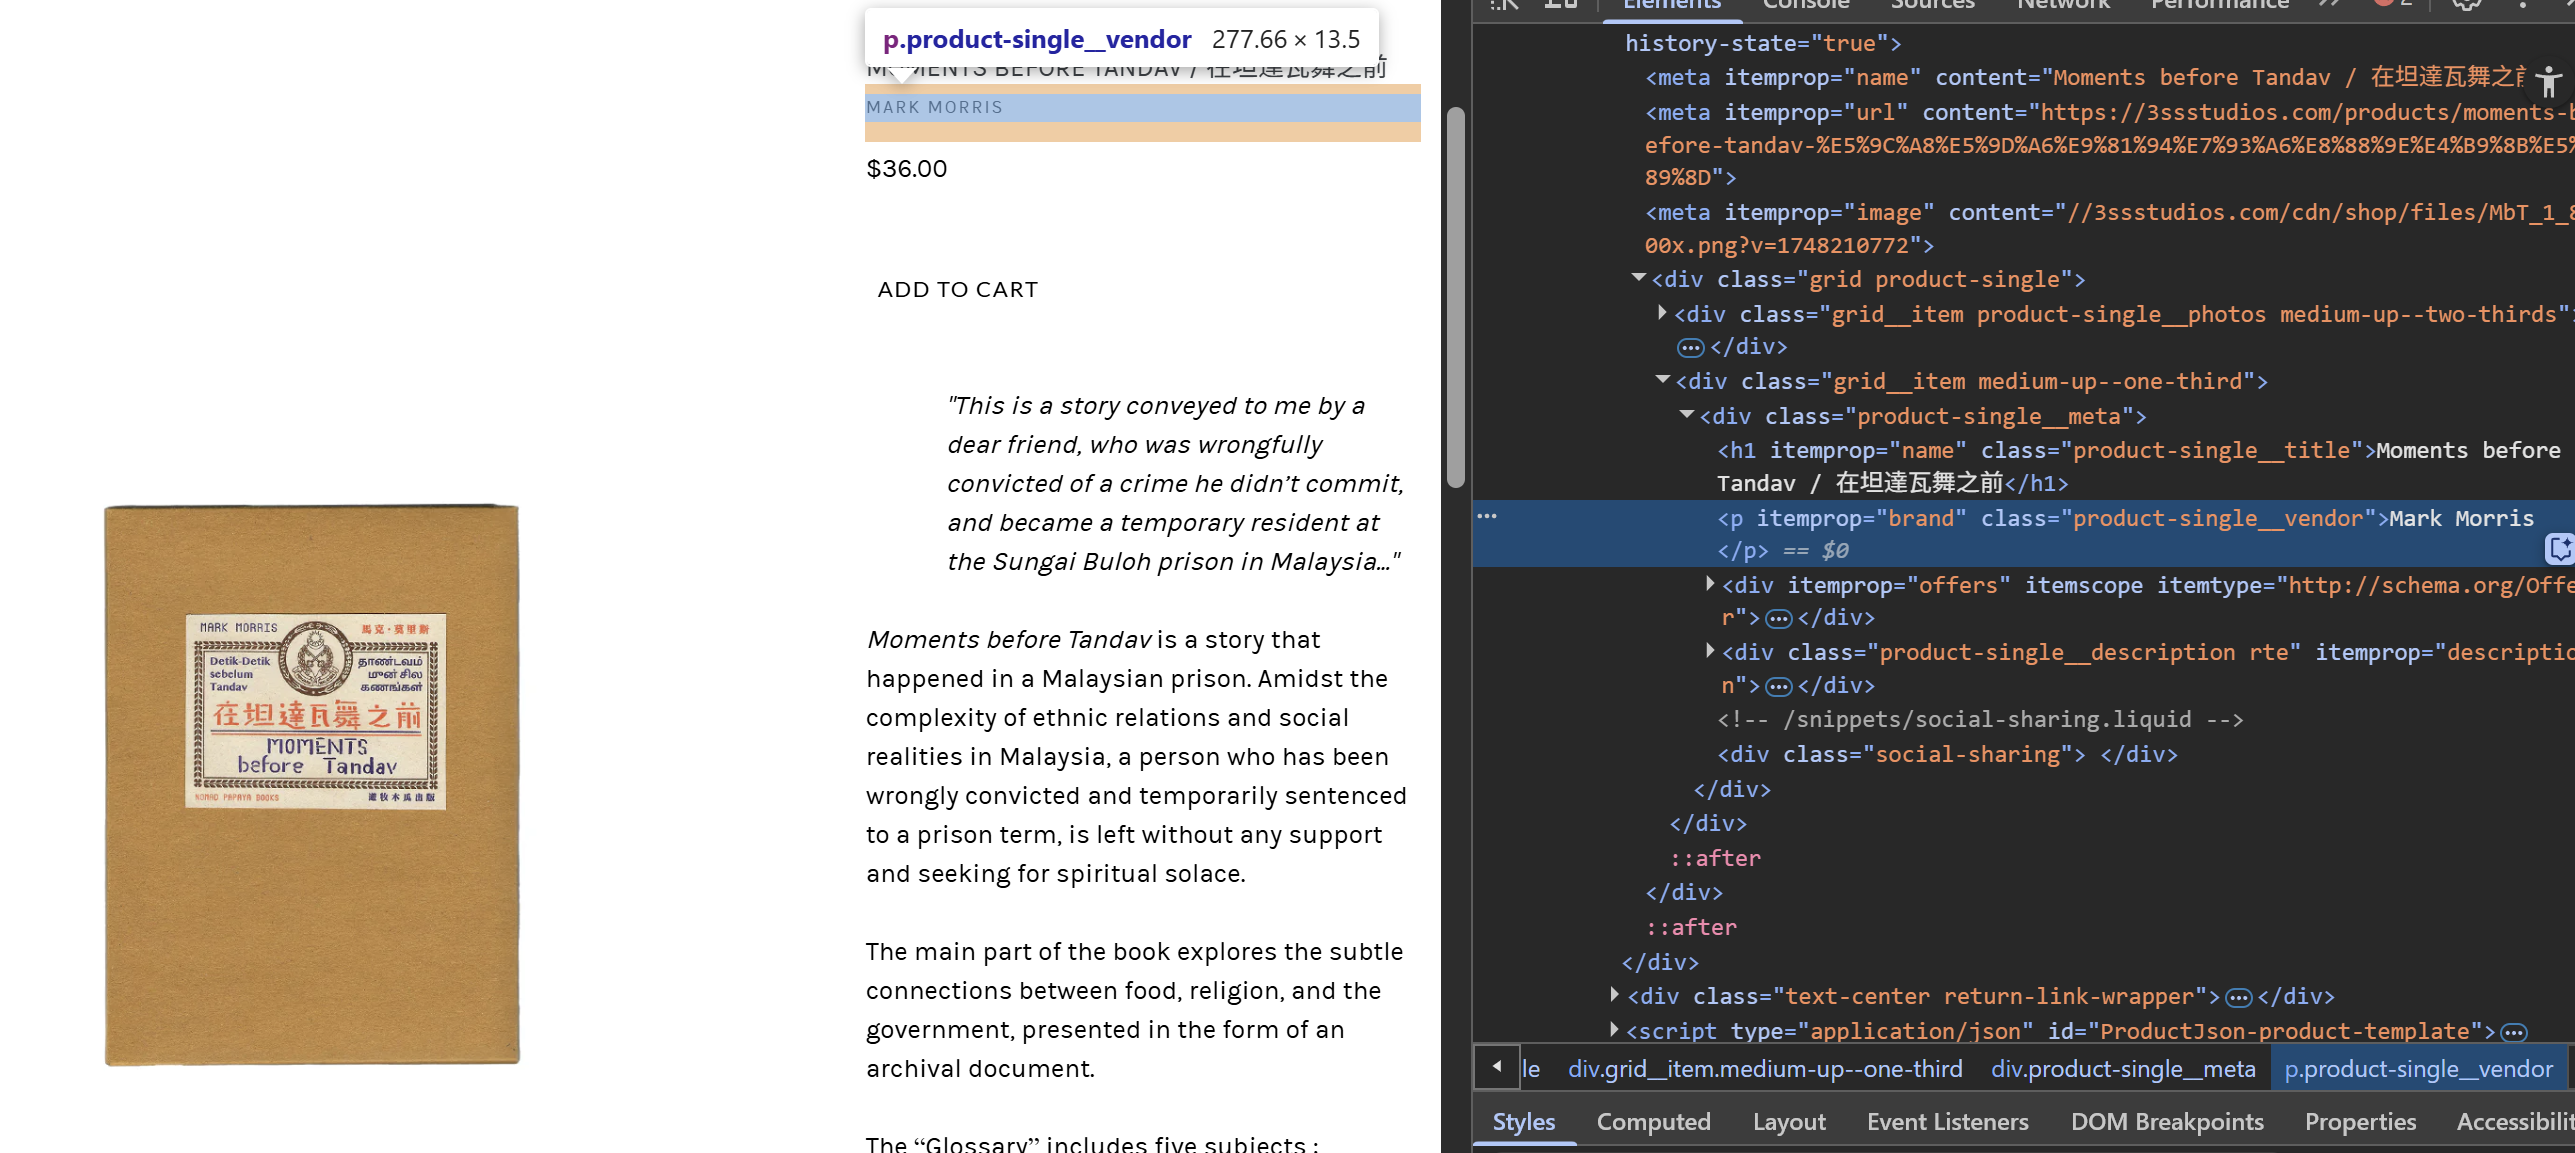 p.product-single__vendor 277.66 × 13.5
MOMENTS BEFORE TANDAV / 在坦達瓦舞之前
MARK MORRIS
$36.00
ADD TO CART
"This is a story conveyed to me by a
dear friend, who was wrongfully
convicted of a crime he didn’t commit,
and became a temporary resident at
the Sungai Buloh prison in Malaysia..."
Moments before Tandav is a story that
happened in a Malaysian prison. Amidst the
complexity of ethnic relations and social
realities in Malaysia, a person who has been
wrongly convicted and temporarily sentenced
to a prison term, is left without any support
and seeking for spiritual solace.
The main part of the book explores the subtle
connections between food, religion, and the
government, presented in the form of an
archival document.
The “Glossary” includes five subjects :
MARK MORRIS
馬克·莫里斯
Detik-Detik
sebelum
Tandav
தாண்டவம்
முன் சில
கணங்கள்
在坦達瓦舞之前
MOMENTS
before Tandav
NOMAD PAPAYA BOOKS
遊牧木瓜出版
Elements Console Sources Network Performance 2
history-state="true">
<meta itemprop="name" content="Moments before Tandav / 在坦達瓦舞之前
<meta itemprop="url" content="https://3ssstudios.com/products/moments-b
efore-tandav-%E5%9C%A8%E5%9D%A6%E9%81%94%E7%93%A6%E8%88%9E%E4%B9%8B%E5%
89%8D">
<meta itemprop="image" content="//3ssstudios.com/cdn/shop/files/MbT_1_8
00x.png?v=1748210772">
<div class="grid product-single">
<div class="grid__item product-single__photos medium-up--two-thirds">
… </div>
<div class="grid__item medium-up--one-third">
<div class="product-single__meta">
<h1 itemprop="name" class="product-single__title">Moments before
Tandav / 在坦達瓦舞之前</h1>
<p itemprop="brand" class="product-single__vendor">Mark Morris
</p> == $0
<div itemprop="offers" itemscope itemtype="http://schema.org/Offe
r">…</div>
<div class="product-single__description rte" itemprop="descriptio
n">…</div>
<!-- /snippets/social-sharing.liquid -->
<div class="social-sharing"> </div>
</div>
</div>
::after
</div>
::after
</div>
<div class="text-center return-link-wrapper">…</div>
<script type="application/json" id="ProductJson-product-template">…
le div.grid__item.medium-up--one-third div.product-single__meta p.product-single__vendor
Styles Computed Layout Event Listeners DOM Breakpoints Properties Accessibilit